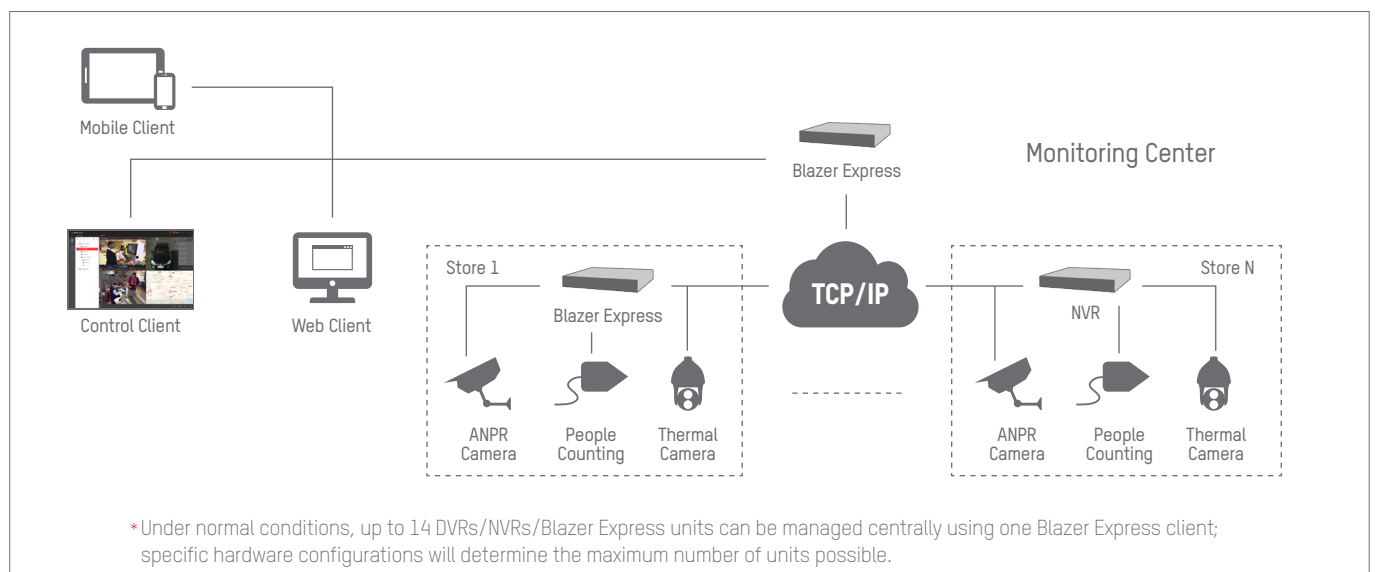 Mobile Client
Blazer Express
Monitoring Center
Control Client
Web Client
Store 1
Blazer Express
ANPR
Camera
People
Counting
Thermal
Camera
TCP/IP
Store N
NVR
ANPR
Camera
People
Counting
Thermal
Camera
*Under normal conditions, up to 14 DVRs/NVRs/Blazer Express units can be managed centrally using one Blazer Express client;
specific hardware configurations will determine the maximum number of units possible.